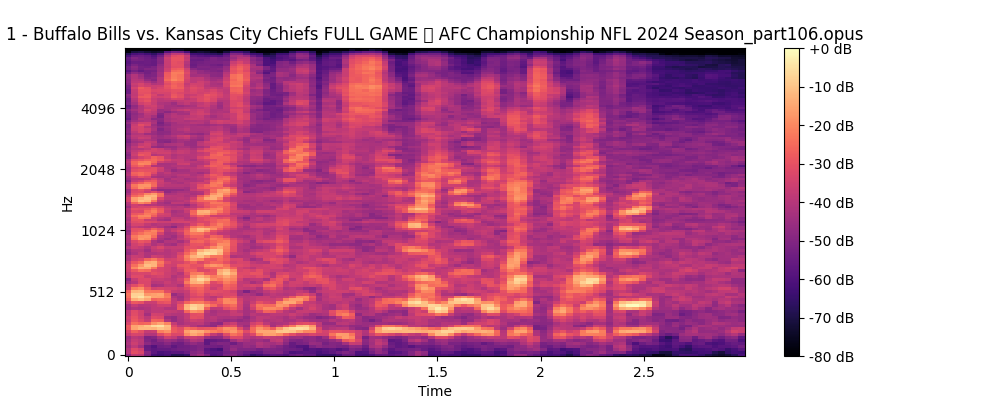 1 - Buffalo Bills vs. Kansas City Chiefs FULL GAME ▯ AFC Championship NFL 2024 Season_part106.opus
+0 dB
-10 dB
-20 dB
-30 dB
-40 dB
-50 dB
-60 dB
-70 dB
-80 dB
Hz
4096
2048
1024
512
0
0
0.5
1
1.5
2
2.5
Time